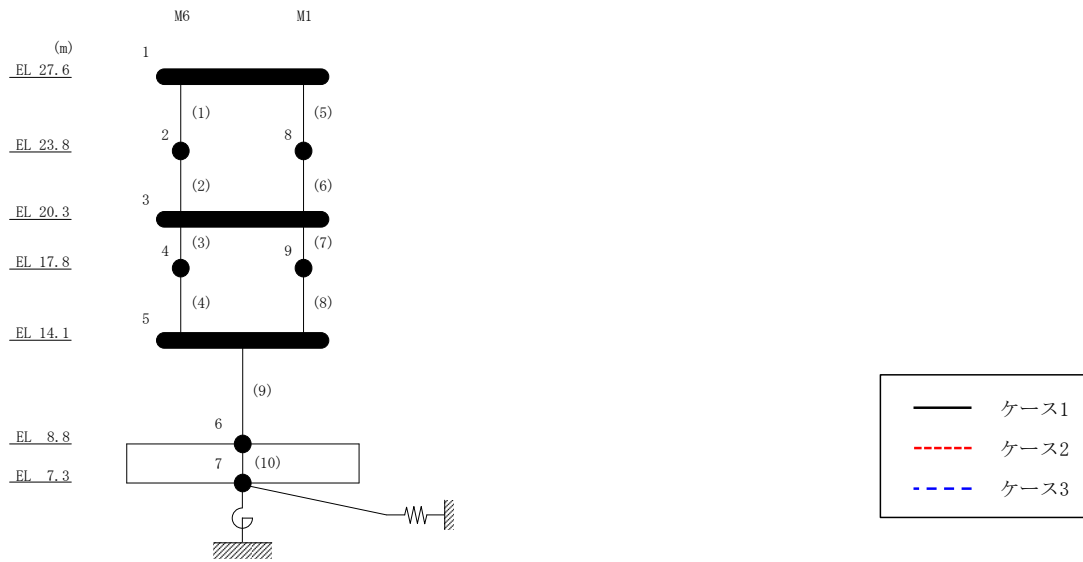 M6 M1
(m)
1
EL 27.6
(1) (5)
2 8
EL 23.8
(2) (6)
3
EL 20.3
(3) (7)
4 9
EL 17.8
(4) (8)
5
EL 14.1
(9)
6
EL 8.8
7 (10)
EL 7.3
ケース1
ケース2
ケース3